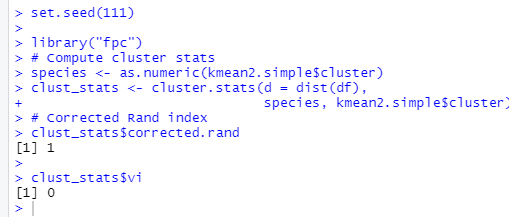 > set.seed(111)
>
> library("fpc")
> # Compute cluster stats
> species <- as.numeric(kmean2.simple$cluster)
> clust_stats <- cluster.stats(d = dist(df),
+                              species, kmean2.simple$cluster)
> # Corrected Rand index
> clust_stats$corrected.rand
[1] 1
>
> clust_stats$vi
[1] 0
>